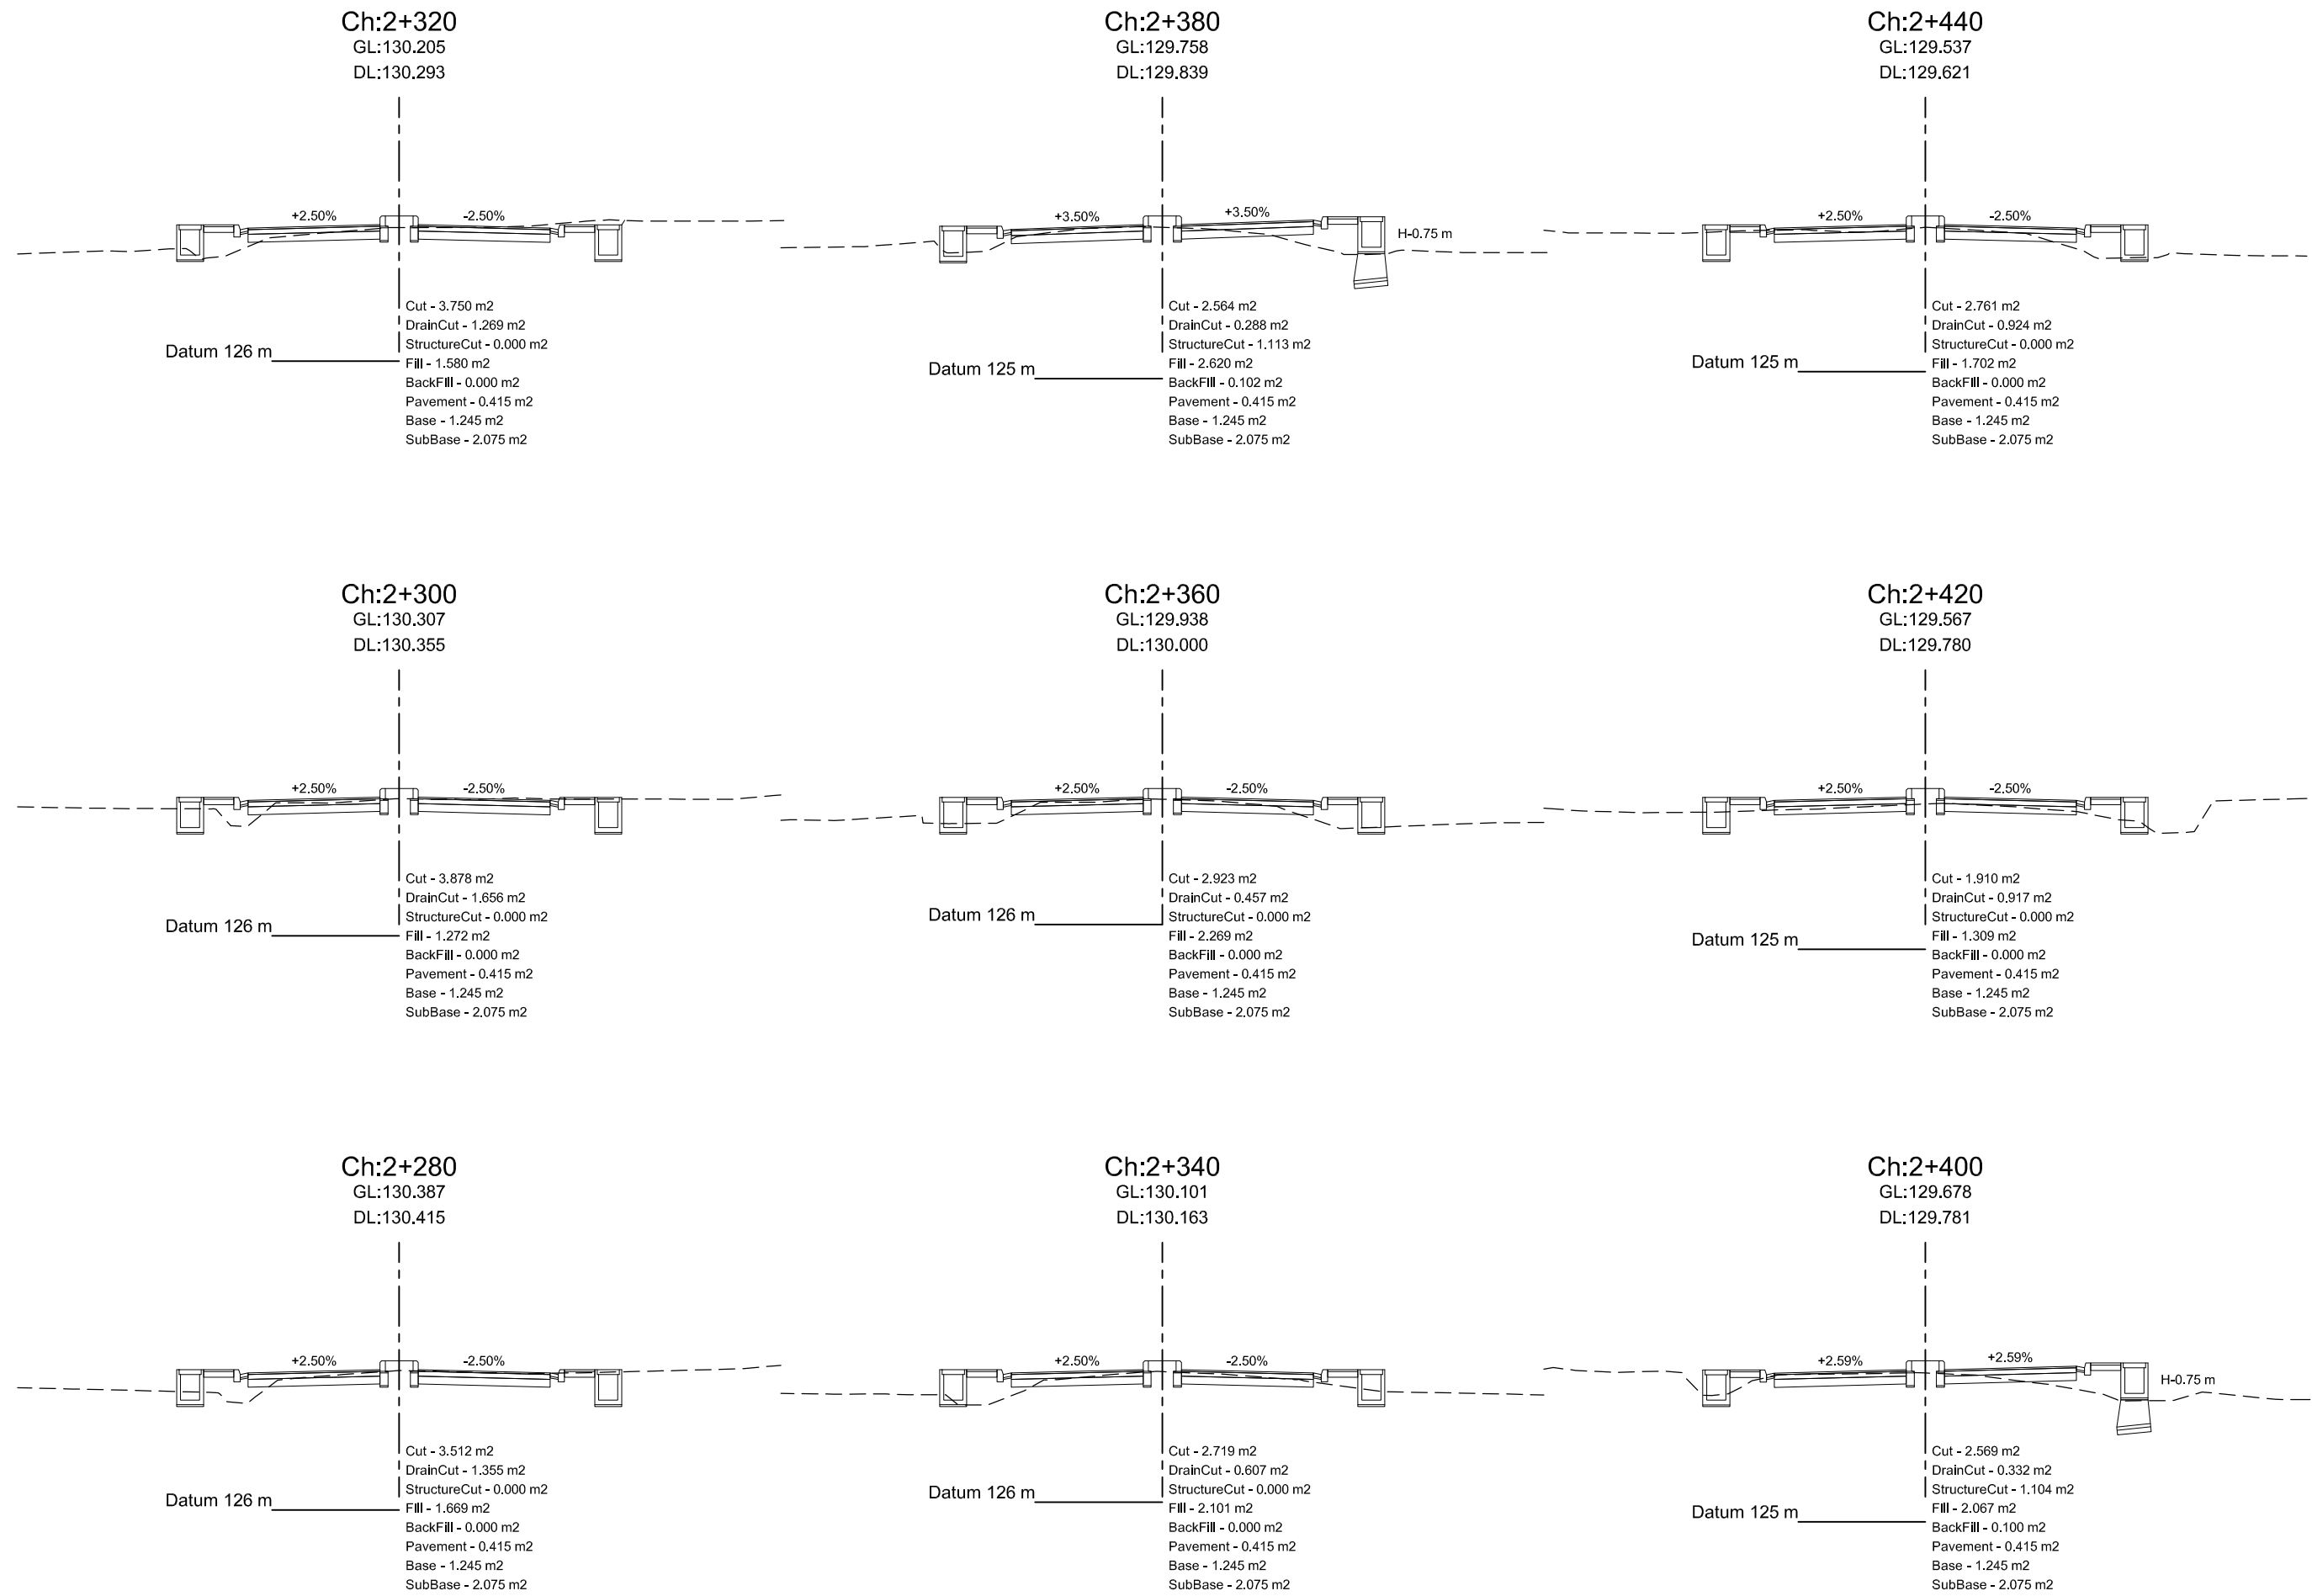 Ch:2+320
GL:130.205
DL:130.293
+2.50%
-2.50%
Datum 126 m
Cut - 3.750 m2
DrainCut - 1.269 m2
StructureCut - 0.000 m2
Fill - 1.580 m2
BackFill - 0.000 m2
Pavement - 0.415 m2
Base - 1.245 m2
SubBase - 2.075 m2
Ch:2+380
GL:129.758
DL:129.839
+3.50%
+3.50%
H-0.75 m
Datum 125 m
Cut - 2.564 m2
DrainCut - 0.288 m2
StructureCut - 1.113 m2
Fill - 2.620 m2
BackFill - 0.102 m2
Pavement - 0.415 m2
Base - 1.245 m2
SubBase - 2.075 m2
Ch:2+440
GL:129.537
DL:129.621
+2.50%
-2.50%
Datum 125 m
Cut - 2.761 m2
DrainCut - 0.924 m2
StructureCut - 0.000 m2
Fill - 1.702 m2
BackFill - 0.000 m2
Pavement - 0.415 m2
Base - 1.245 m2
SubBase - 2.075 m2
Ch:2+300
GL:130.307
DL:130.355
+2.50%
-2.50%
Datum 126 m
Cut - 3.878 m2
DrainCut - 1.656 m2
StructureCut - 0.000 m2
Fill - 1.272 m2
BackFill - 0.000 m2
Pavement - 0.415 m2
Base - 1.245 m2
SubBase - 2.075 m2
Ch:2+360
GL:129.938
DL:130.000
+2.50%
-2.50%
Datum 126 m
Cut - 2.923 m2
DrainCut - 0.457 m2
StructureCut - 0.000 m2
Fill - 2.269 m2
BackFill - 0.000 m2
Pavement - 0.415 m2
Base - 1.245 m2
SubBase - 2.075 m2
Ch:2+420
GL:129.567
DL:129.780
+2.50%
-2.50%
Datum 125 m
Cut - 1.910 m2
DrainCut - 0.917 m2
StructureCut - 0.000 m2
Fill - 1.309 m2
BackFill - 0.000 m2
Pavement - 0.415 m2
Base - 1.245 m2
SubBase - 2.075 m2
Ch:2+280
GL:130.387
DL:130.415
+2.50%
-2.50%
Datum 126 m
Cut - 3.512 m2
DrainCut - 1.355 m2
StructureCut - 0.000 m2
Fill - 1.669 m2
BackFill - 0.000 m2
Pavement - 0.415 m2
Base - 1.245 m2
SubBase - 2.075 m2
Ch:2+340
GL:130.101
DL:130.163
+2.50%
-2.50%
Datum 126 m
Cut - 2.719 m2
DrainCut - 0.607 m2
StructureCut - 0.000 m2
Fill - 2.101 m2
BackFill - 0.000 m2
Pavement - 0.415 m2
Base - 1.245 m2
SubBase - 2.075 m2
Ch:2+400
GL:129.678
DL:129.781
+2.59%
+2.59%
H-0.75 m
Datum 125 m
Cut - 2.569 m2
DrainCut - 0.332 m2
StructureCut - 1.104 m2
Fill - 2.067 m2
BackFill - 0.100 m2
Pavement - 0.415 m2
Base - 1.245 m2
SubBase - 2.075 m2